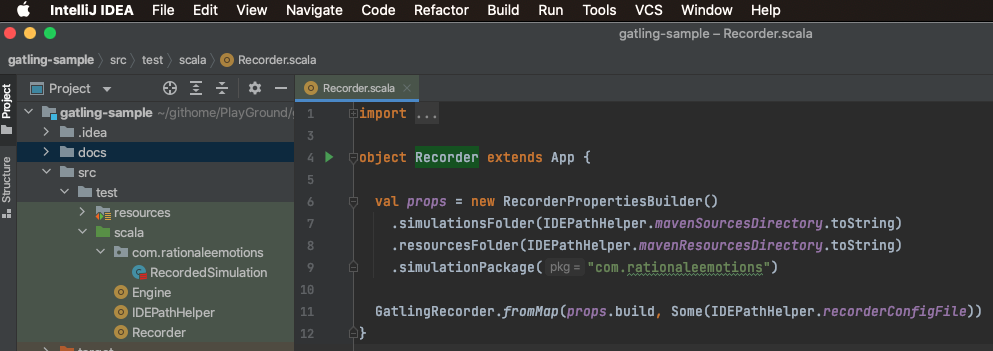 IntelliJ IDEA File Edit View Navigate Code Refactor Build Run Tools VCS Window Help
gatling-sample – Recorder.scala
gatling-sample src test scala Recorder.scala
Project
Structure
Project
gatling-sample ~/githome/PlayGround/
.idea
docs
src
test
resources
scala
com.rationaleemotions
RecordedSimulation
Engine
IDEPathHelper
Recorder
target
Recorder.scala
1 import ...
3
4 object Recorder extends App {
5
6 val props = new RecorderPropertiesBuilder()
7 .simulationsFolder(IDEPathHelper.mavenSourcesDirectory.toString)
8 .resourcesFolder(IDEPathHelper.mavenResourcesDirectory.toString)
9 .simulationPackage( pkg = "com.rationaleemotions")
10
11 GatlingRecorder.fromMap(props.build, Some(IDEPathHelper.recorderConfigFile))
12 }